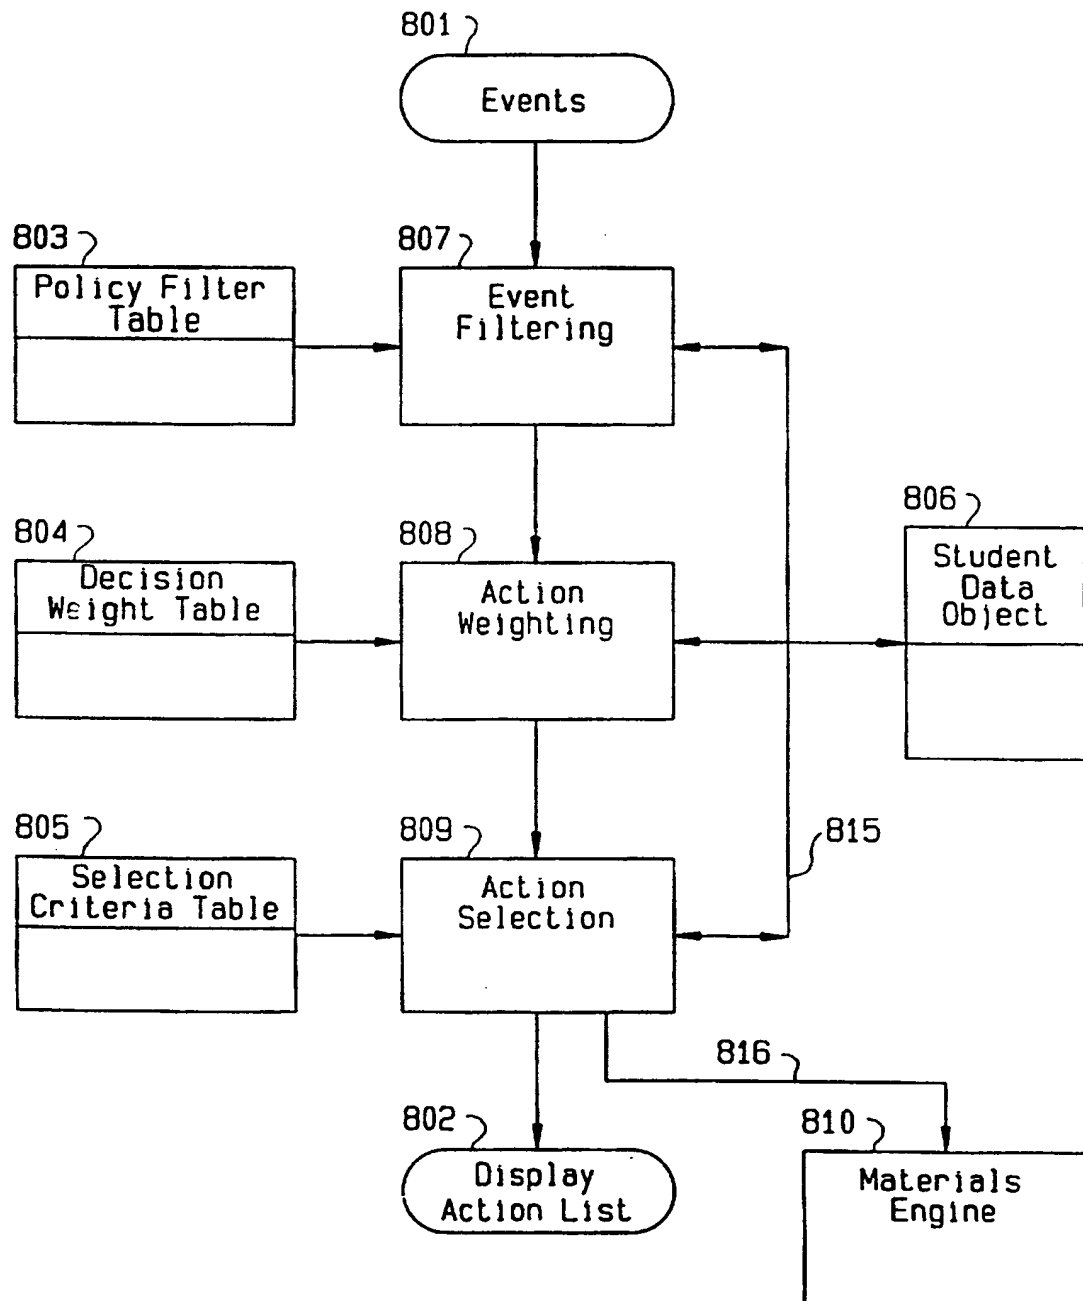 801
Events
803
Policy Filter
Table
807
Event
Filtering
804
Decision
Weight Table
808
Action
Weighting
806
Student
Data
Object
805
Selection
Criteria Table
809
Action
Selection
815
816
802
Display
Action List
810
Materials
Engine